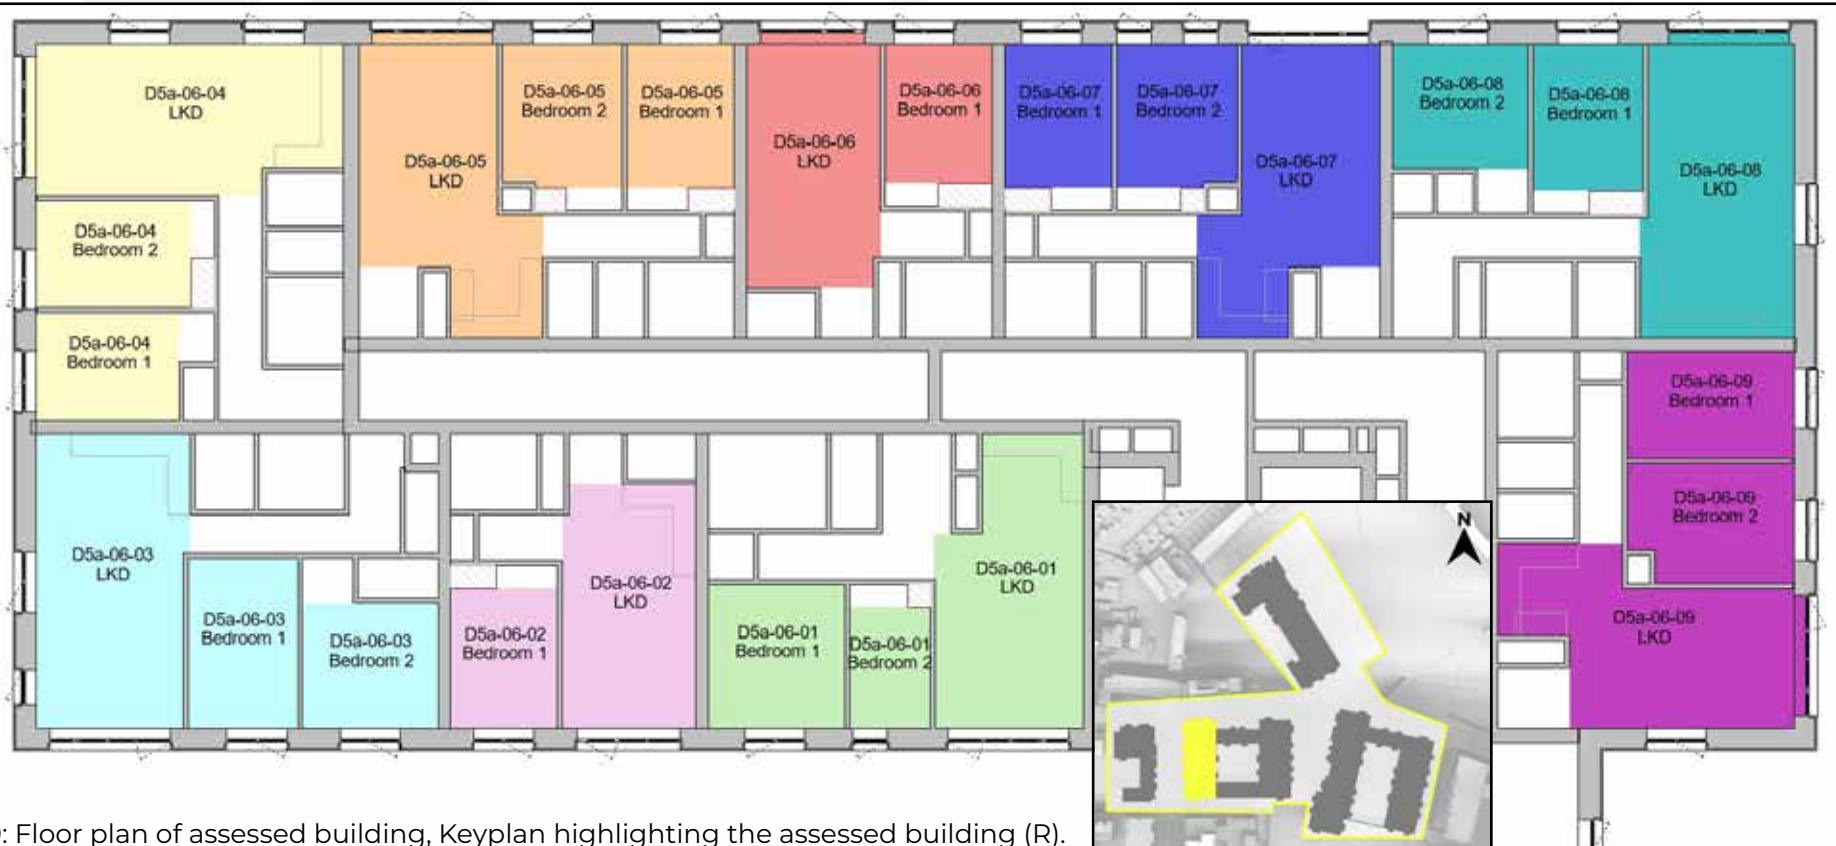 D5a-06-04
LKD
D5a-06-05
LKD
D5a-06-05
Bedroom 2
D5a-06-05
Bedroom 1
D5a-06-06
LKD
D5a-06-06
Bedroom 1
D5a-06-07
Bedroom 1
D5a-06-07
Bedroom 2
D5a-06-07
LKD
D5a-06-08
Bedroom 2
D5a-06-08
Bedroom 1
D5a-06-08
LKD
D5a-06-04
Bedroom 2
D5a-06-04
Bedroom 1
D5a-06-09
Bedroom 1
D5a-06-09
Bedroom 2
D5a-06-09
LKD
D5a-06-03
LKD
D5a-06-03
Bedroom 1
D5a-06-03
Bedroom 2
D5a-06-02
Bedroom 1
D5a-06-02
LKD
D5a-06-01
Bedroom 1
D5a-06-01
Bedroom 2
D5a-06-01
LKD
N
: Floor plan of assessed building, Keyplan highlighting the assessed building (R).